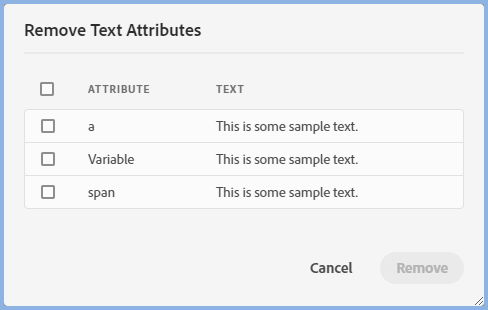 Remove Text Attributes
ATTRIBUTE TEXT
a This is some sample text.
Variable This is some sample text.
span This is some sample text.
Cancel Remove